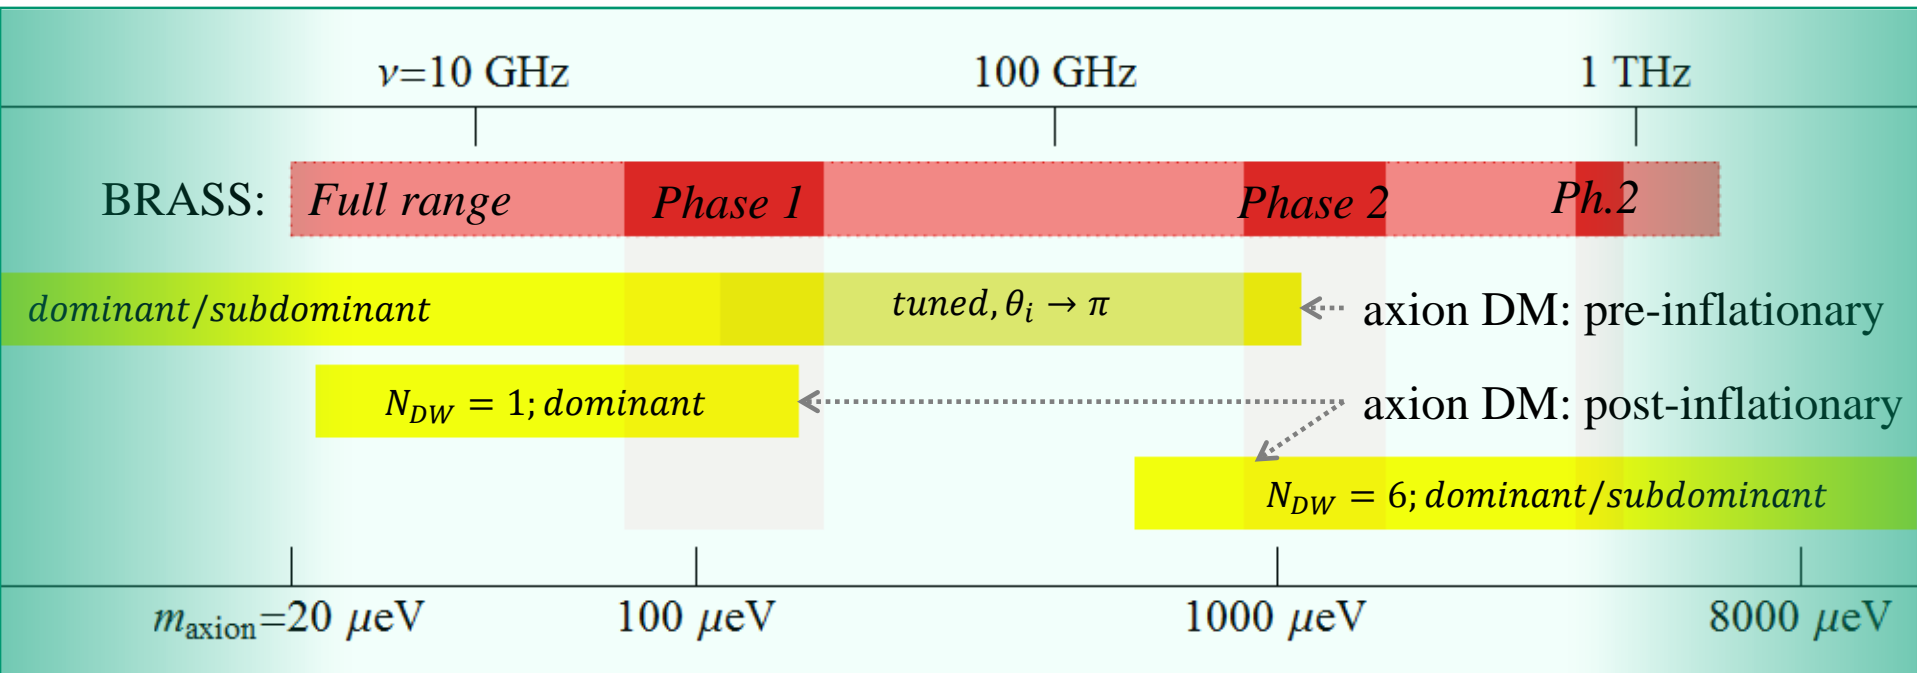 ν=10 GHz 100 GHz 1 THz
BRASS: Full range Phase 1 Phase 2 Ph.2
dominant/subdominant tuned, θᵢ → π axion DM: pre-inflationary
N_DW = 1; dominant axion DM: post-inflationary
N_DW = 6; dominant/subdominant
m_axion=20 μeV 100 μeV 1000 μeV 8000 μeV